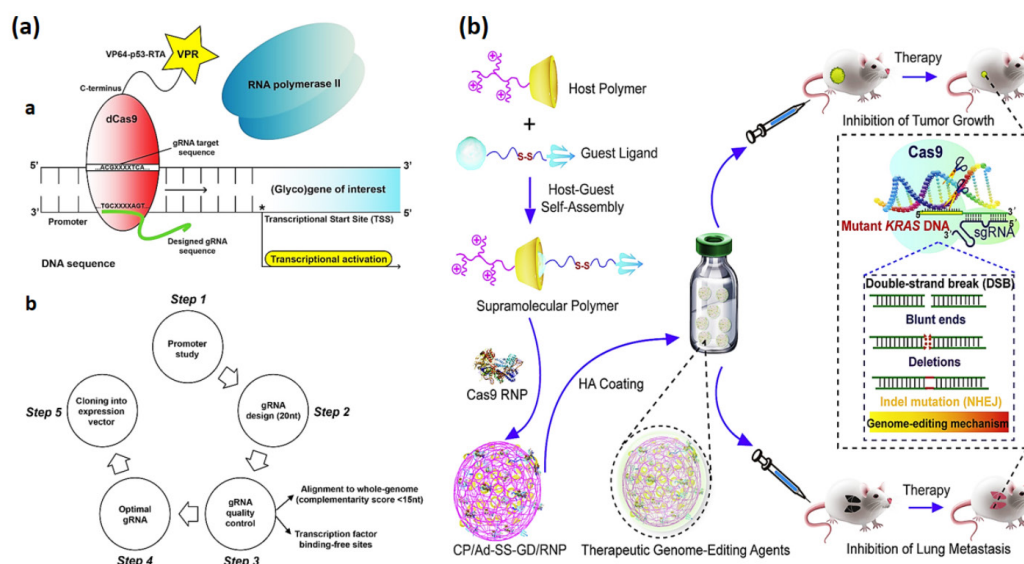 (a)
VP64-p53-RTA
VPR
RNA polymerase II
C-terminus
a
dCas9
gRNA target
sequence
5'
...ACGXXXXTCA...
3'
(Glyco)gene of interest
3'
...TGCXXXXAGT...
5'
*
Promoter
Transcriptional Start Site (TSS)
Designed gRNA
sequence
DNA sequence
Transcriptional activation
b
Step 1
Promoter
study
Step 5
Cloning into
expression
vector
gRNA
design (20nt)
Step 2
Optimal
gRNA
gRNA
quality
control
Alignment to whole-genome
(complementarity score <15nt)
Transcription factor
binding-free sites
Step 4
Step 3
(b)
Host Polymer
+
S-S
Guest Ligand
Host-Guest
Self-Assembly
S-S
Supramolecular Polymer
Cas9 RNP
HA Coating
CP/Ad-SS-GD/RNP
Therapeutic Genome-Editing Agents
Therapy
Inhibition of Tumor Growth
Cas9
5'
5'
Mutant KRAS DNA
3'
sgRNA
Double-strand break (DSB)
Blunt ends
Deletions
Indel mutation (NHEJ)
Genome-editing mechanism
Therapy
Inhibition of Lung Metastasis